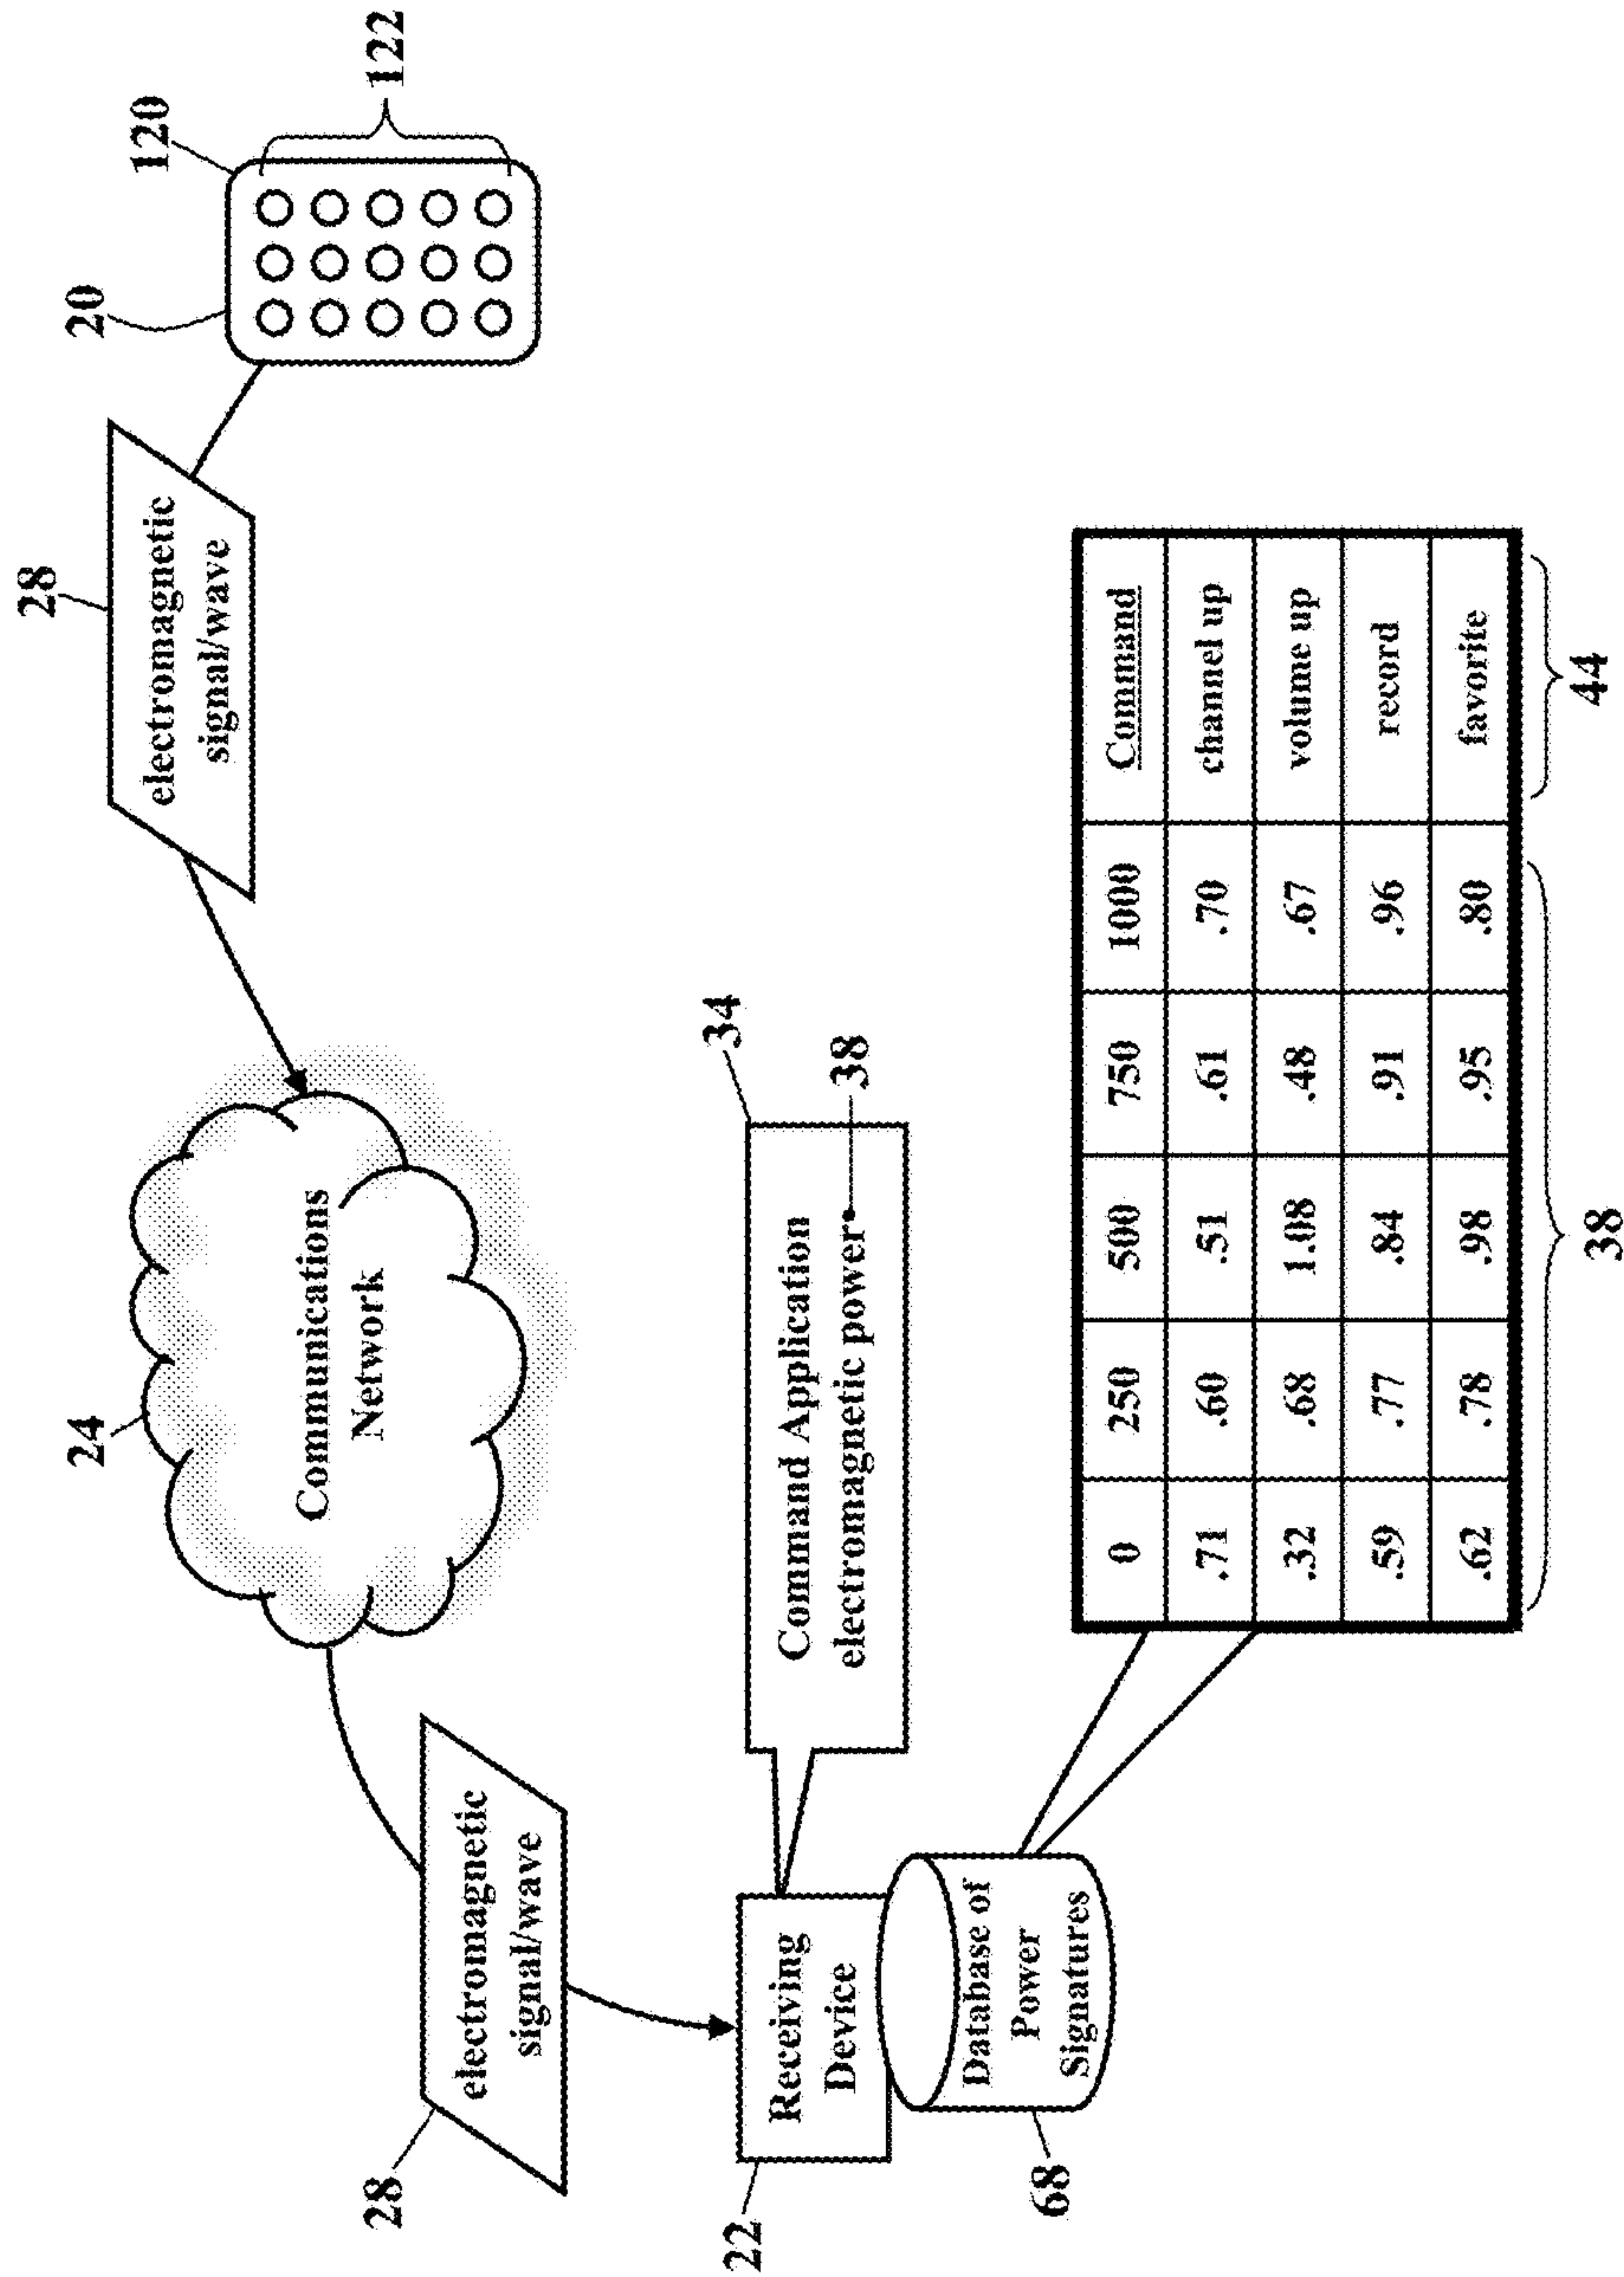 28
electromagnetic
signal/wave
20
120
122
24
Communications
Network
28
electromagnetic
signal/wave
22
Receiving
Device
34
Command Application
electromagnetic power
38
68
Database of
Power
Signatures
0 250 500 750 1000 Command
.71 .60 .51 .61 .70 channel up
.32 .68 1.08 .48 .67 volume up
.59 .77 .84 .91 .96 record
.62 .78 .98 .95 .80 favorite
38
44